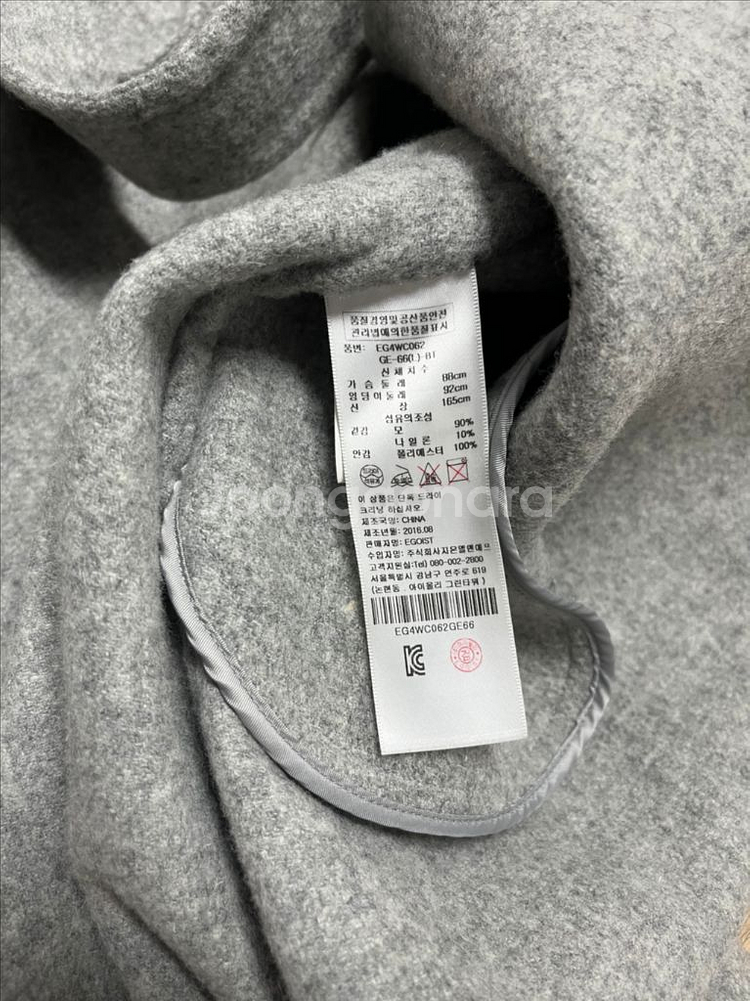 품질경영및공산품안전
관리법에의한품질표시
품번: EG4WC062
GE-66(L)-BT
신체치수
가슴둘레 88cm
엉덩이둘레 92cm
신장 165cm
섬유의조성
겉감 모 90%
나일론 10%
안감 폴리에스터 100%
이 상품은 단독 드라이
크리닝 하십시오
제조국명: CHINA
제조년월: 2016.08
판매자명: EGOIST
수입자명: 주식회사지은엘앤에프
고객지원실:Tel) 080-002-2800
서울특별시 강남구 언주로 619
(논현동 아이올리 그린타워)
EG4WC062GE66